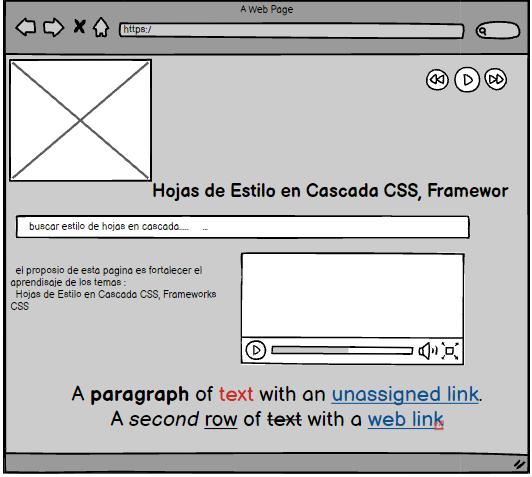 A Web Page
https:/
Hojas de Estilo en Cascada CSS, Framewor
buscar estilo de hojas en cascada..... ...
el proposio de esta pagina es fortalecer el
aprendisaje de los temas :
Hojas de Estilo en Cascada CSS, Frameworks
CSS
A paragraph of text with an unassigned link.
A second row of text with a web link